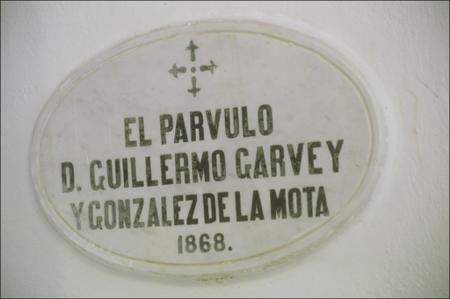 EL PARVULO
D. GUILLERMO GARVEY
Y GONZALEZ DE LA MOTA
1868.